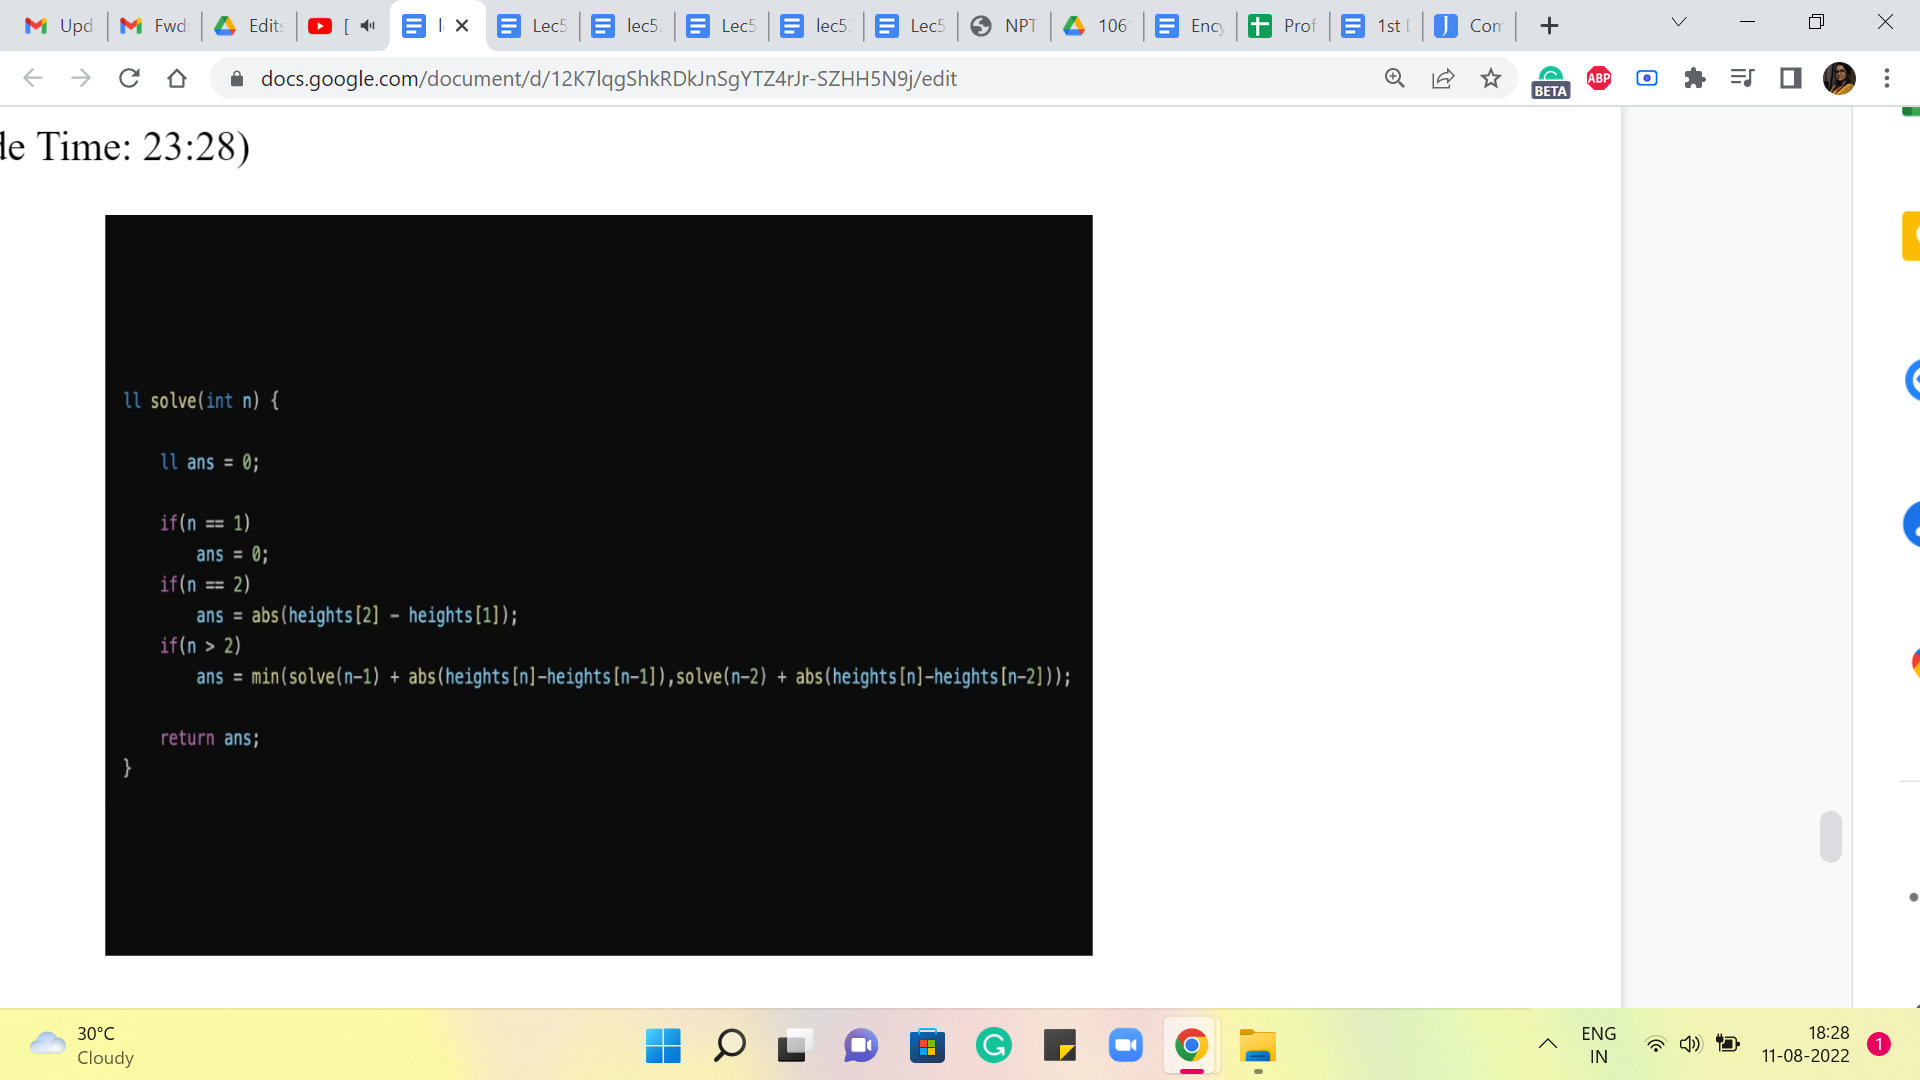 Upd
Fwd
Edits
[
l
Lec5
lec5
Lec5
lec5
Lec5
NPT
106
Ency
Prof
1st
Con
docs.google.com/document/d/12K7lqgShkRDkJnSgYTZ4rJr-SZHH5N9j/edit
BETA
ABP
de Time: 23:28)
ll solve(int n) {
ll ans = 0;
if(n == 1)
ans = 0;
if(n == 2)
ans = abs(heights[2] - heights[1]);
if(n > 2)
ans = min(solve(n-1) + abs(heights[n]-heights[n-1]),solve(n-2) + abs(heights[n]-heights[n-2]));
return ans;
}
30°C
Cloudy
ENG
IN
18:28
11-08-2022
1